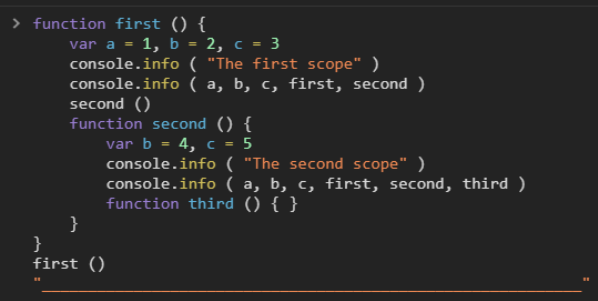 > function first () {
    var a = 1, b = 2, c = 3
    console.info ( "The first scope" )
    console.info ( a, b, c, first, second )
    second ()
    function second () {
        var b = 4, c = 5
        console.info ( "The second scope" )
        console.info ( a, b, c, first, second, third )
        function third () { }
    }
}
first ()
"____________________________________________________________"